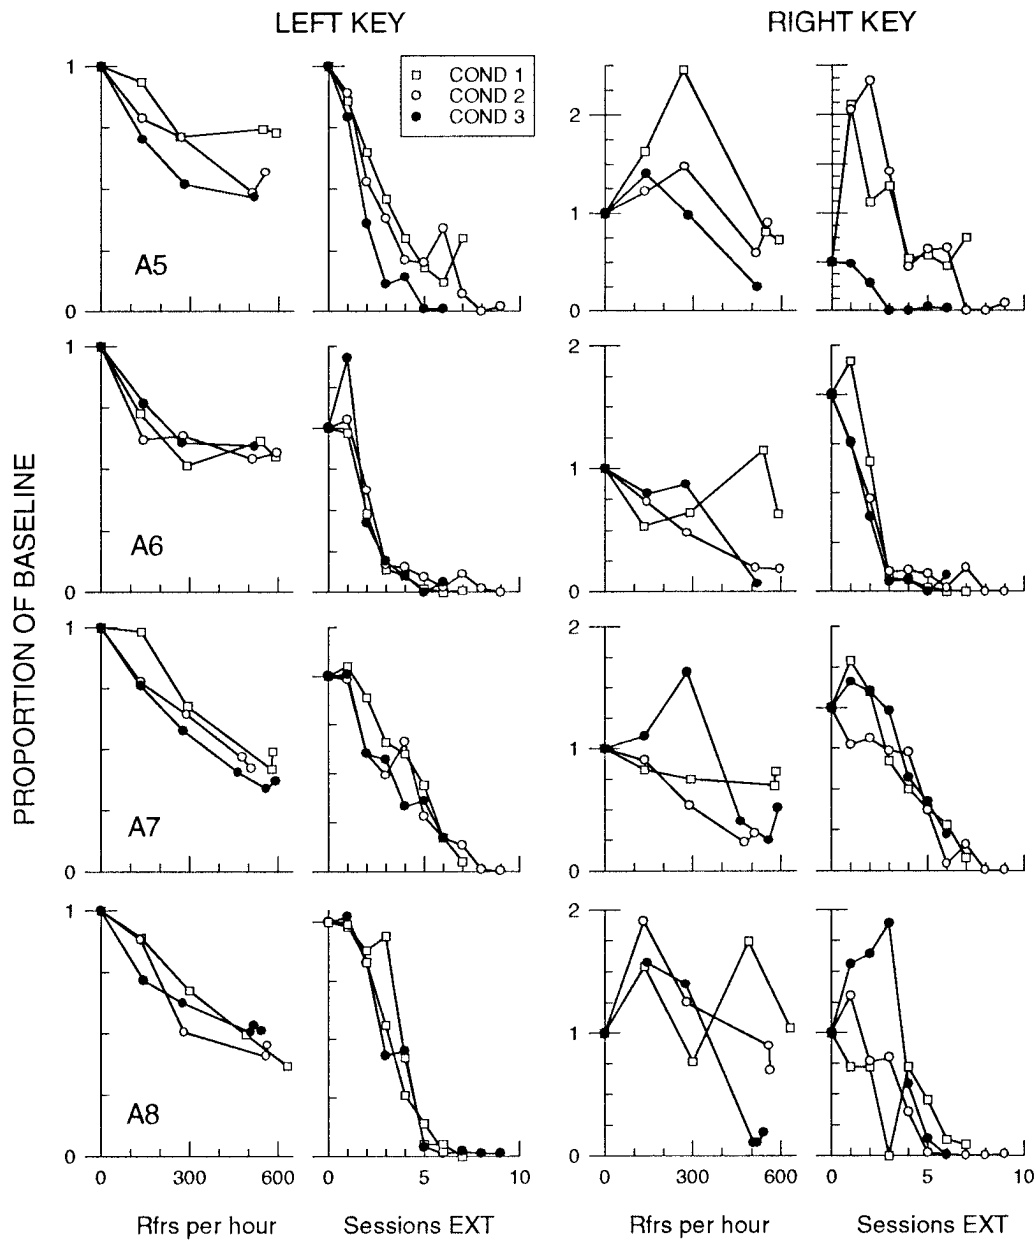 LEFT KEY
RIGHT KEY
COND 1
COND 2
COND 3
1
0
A5
2
1
0
1
0
A6
2
1
0
1
0
A7
2
1
0
1
0
A8
2
1
0
0 300 600
0 5 10
0 300 600
0 5 10
Rfrs per hour
Sessions EXT
Rfrs per hour
Sessions EXT
PROPORTION OF BASELINE